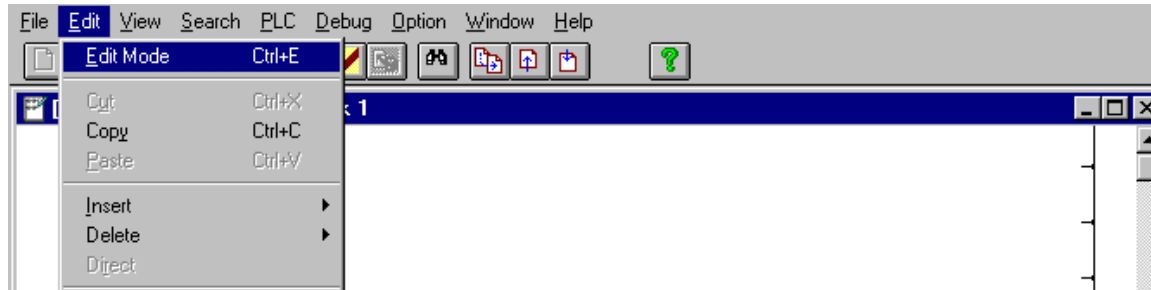 File Edit View Search PLC Debug Option Window Help
Edit Mode Ctrl+E
k 1
Cut Ctrl+X
Copy Ctrl+C
Paste Ctrl+V
Insert
Delete
Direct